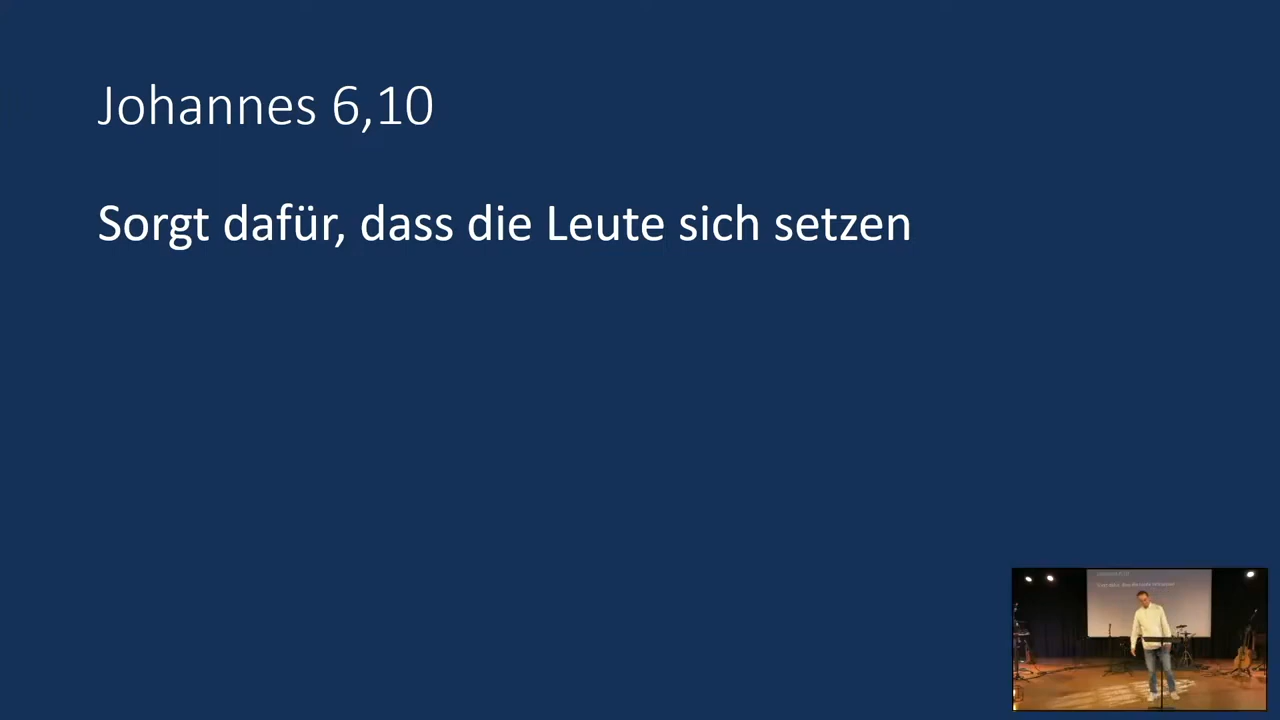 Johannes 6,10
Sorgt dafür, dass die Leute sich setzen